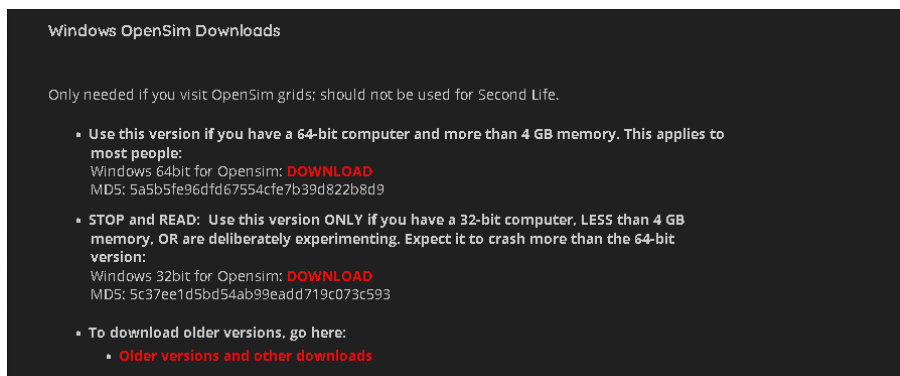 Windows OpenSim Downloads
Only needed if you visit OpenSim grids; should not be used for Second Life.
• Use this version if you have a 64-bit computer and more than 4 GB memory. This applies to
most people:
Windows 64bit for Opensim: DOWNLOAD
MD5: 5a5b5fe96dfd67554cfe7b39d822b8d9
• STOP and READ:  Use this version ONLY if you have a 32-bit computer, LESS than 4 GB
memory, OR are deliberately experimenting. Expect it to crash more than the 64-bit
version:
Windows 32bit for Opensim: DOWNLOAD
MD5: 5c37ee1d5bd54ab99eadd719c073c593
• To download older versions, go here:
• Older versions and other downloads